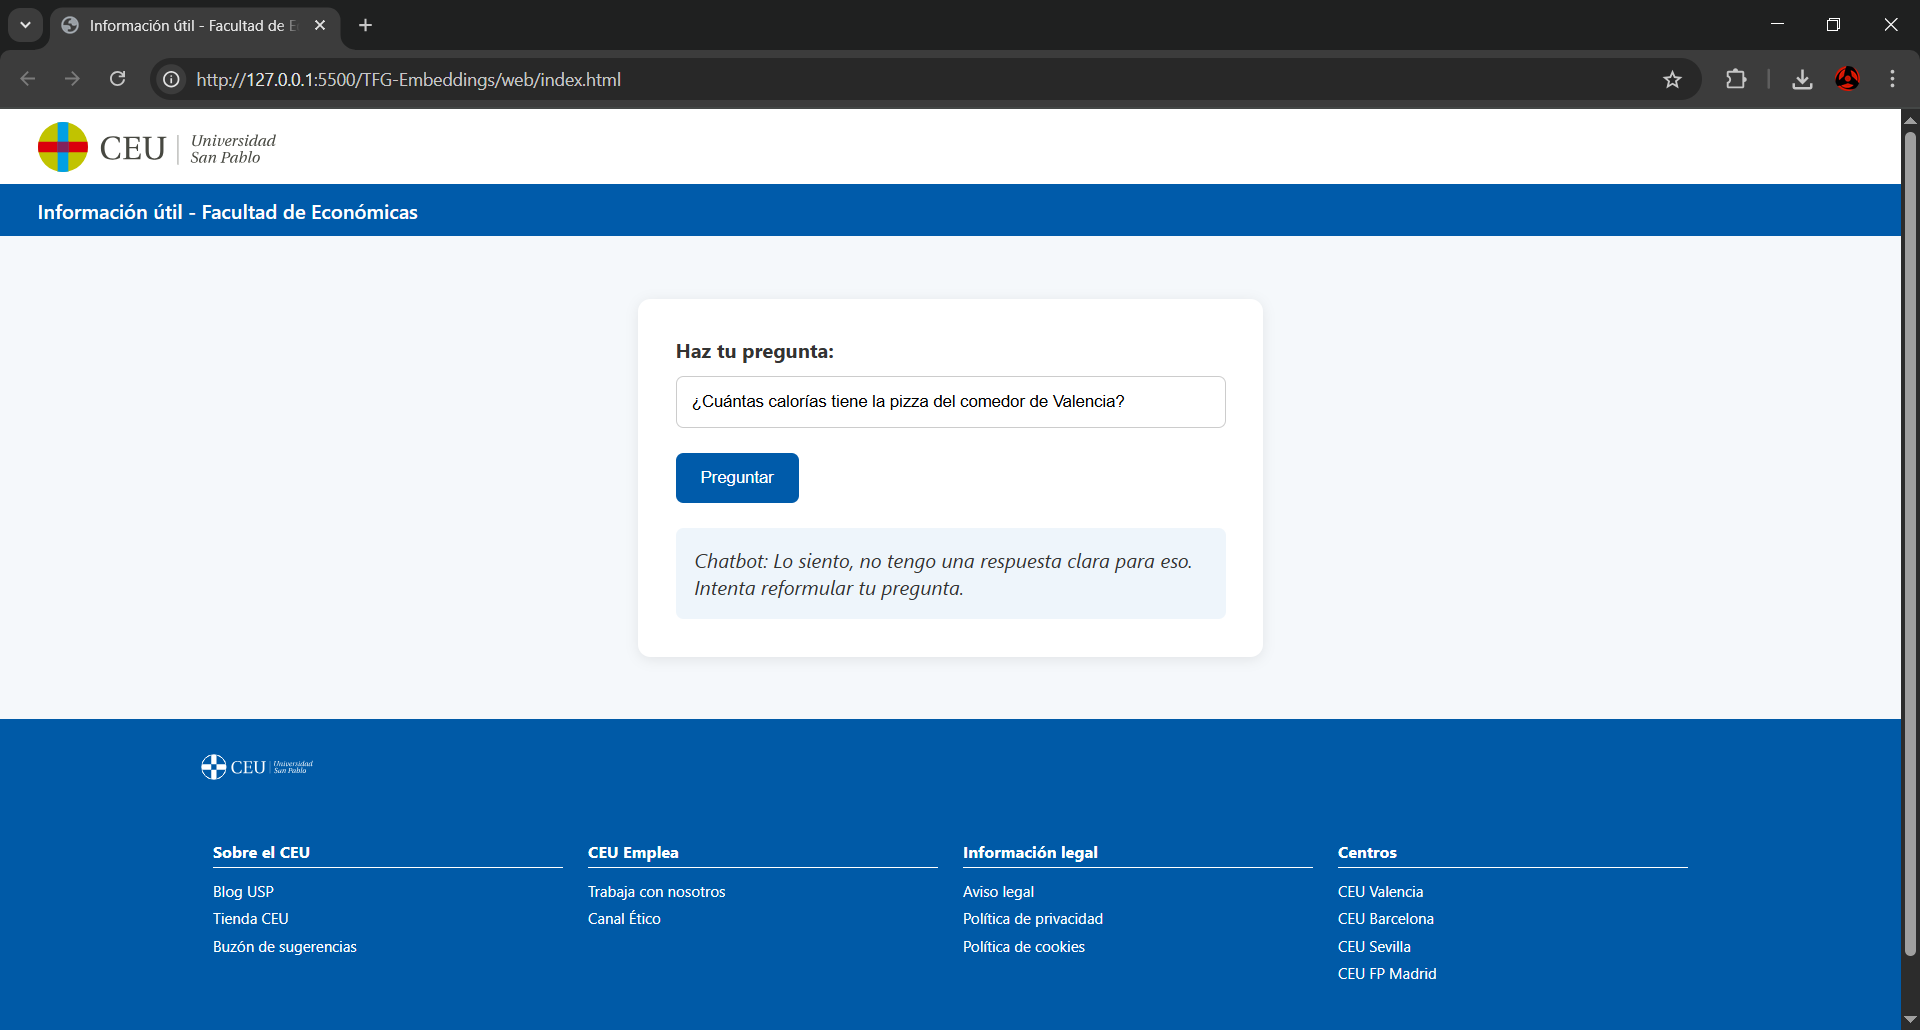 Información útil - Facultad de E
http://127.0.0.1:5500/TFG-Embeddings/web/index.html
CEU
Universidad
San Pablo
Información útil - Facultad de Económicas
Haz tu pregunta:
¿Cuántas calorías tiene la pizza del comedor de Valencia?
Preguntar
Chatbot: Lo siento, no tengo una respuesta clara para eso.
Intenta reformular tu pregunta.
CEU
Universidad
San Pablo
Sobre el CEU
Blog USP
Tienda CEU
Buzón de sugerencias
CEU Emplea
Trabaja con nosotros
Canal Ético
Información legal
Aviso legal
Política de privacidad
Política de cookies
Centros
CEU Valencia
CEU Barcelona
CEU Sevilla
CEU FP Madrid